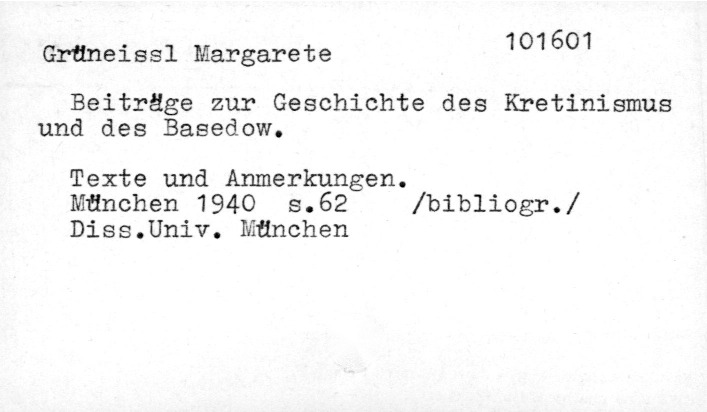 Grüneissl Margarete 101601
Beiträge zur Geschichte des Kretinismus
und des Basedow.
Texte und Anmerkungen.
München 1940 s.62 /bibliogr./
Diss.Univ. München